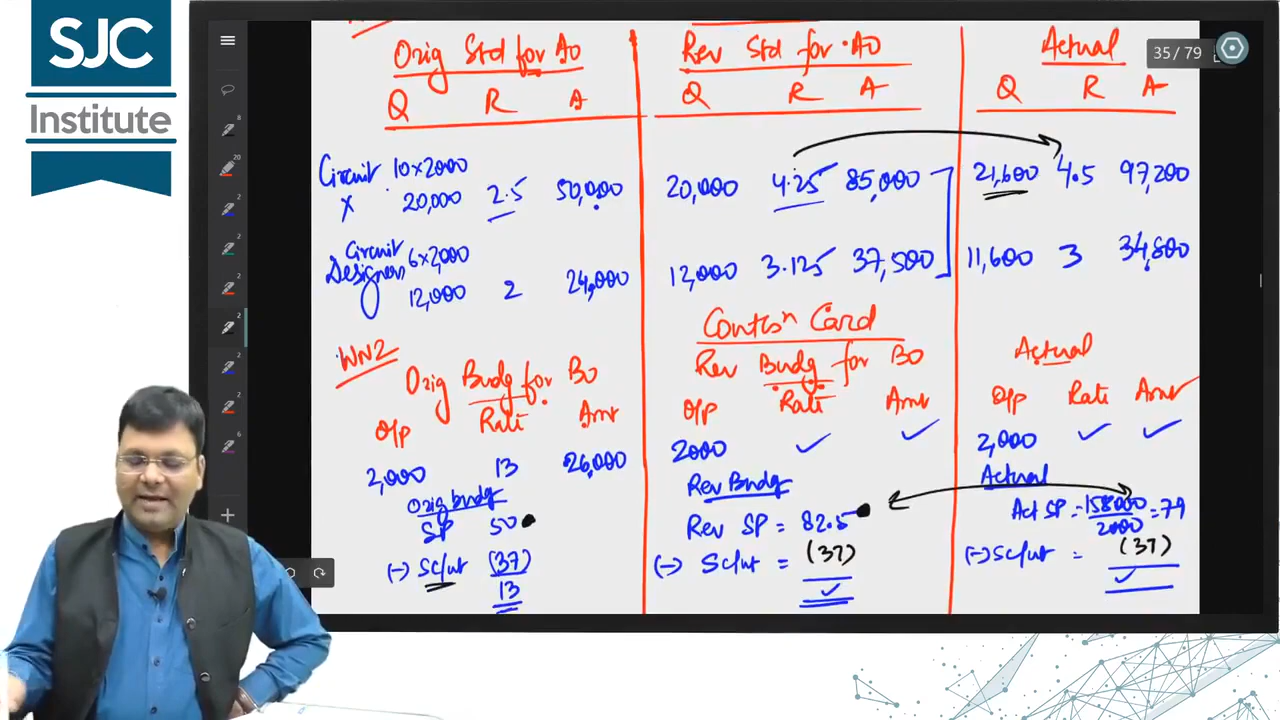 SJC
Institute
35 / 79
Orig Std for AO
Q R A
Rev Std for AO
Q R A
Actual
Q R A
Circuit X 10 x 2000
20,000 2.5 50,000
20,000 4.25 85,000
21,600 4.5 97,200
Circuit Designers 6 x 2,000
12,000 2 24,000
12,000 3.125 37,500
11,600 3 34,800
WN2
Orig Budg for BO
O/p Rate Amt
2,000 13 26,000
Orig budg
SP 50
(-) Sc/ut (37)
13
Contbn Card
Rev Budg for BO
O/p Rate Amt
2000 ✓ ✓
Rev Budg
Rev SP = 82.5
(-) Sc/ut = (37)
✓
Actual
O/p Rate Amt
2,000 ✓ ✓
Actual
Act SP = 158000/2000 = 79
(-) Sc/ut = (37)
✓